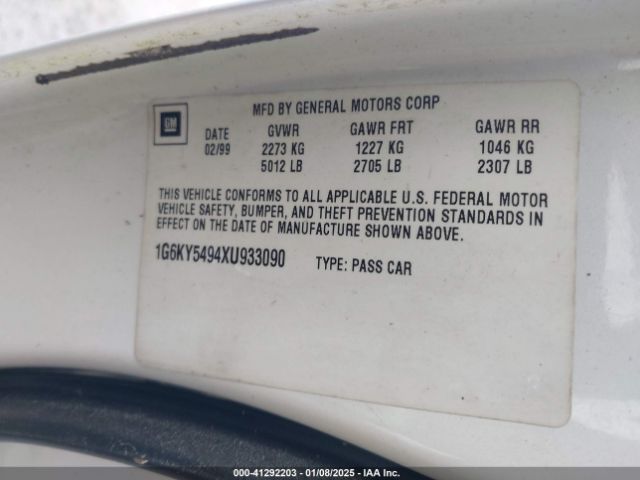 MFD BY GENERAL MOTORS CORP
GM
DATE GVWR GAWR FRT GAWR RR
02/99 2273 KG 1227 KG 1046 KG
5012 LB 2705 LB 2307 LB
THIS VEHICLE CONFORMS TO ALL APPLICABLE U.S. FEDERAL MOTOR
VEHICLE SAFETY, BUMPER, AND THEFT PREVENTION STANDARDS IN
EFFECT ON THE DATE OF MANUFACTURE SHOWN ABOVE.
1G6KY5494XU933090 TYPE: PASS CAR
000-41292203 - 01/08/2025 - IAA Inc.